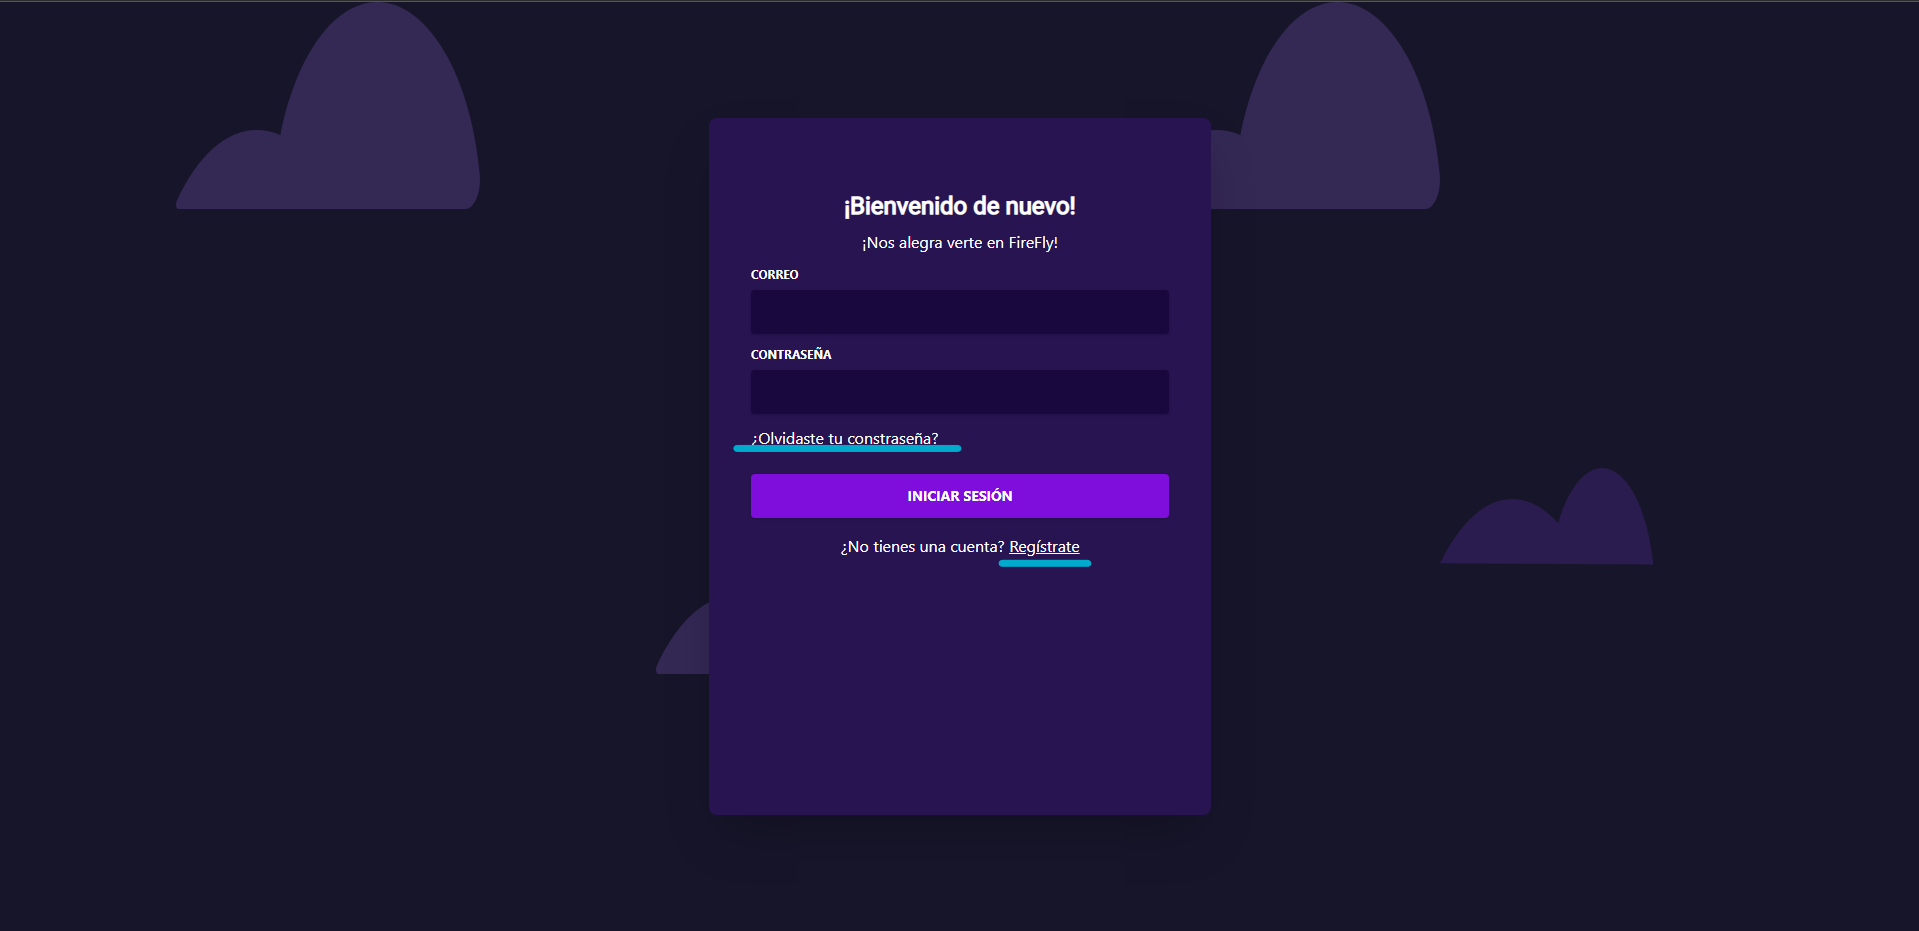 ¡Bienvenido de nuevo!
¡Nos alegra verte en FireFly!
CORREO
CONTRASEÑA
¿Olvidaste tu constraseña?
INICIAR SESIÓN
¿No tienes una cuenta? Regístrate